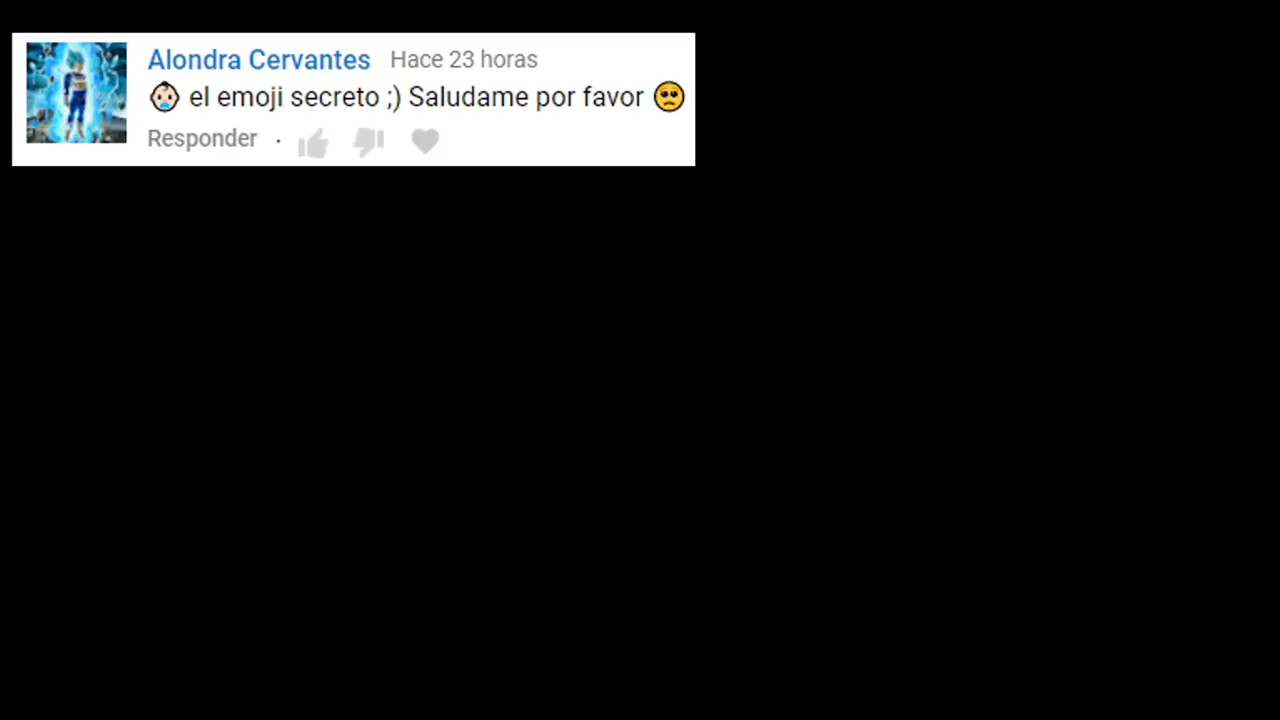 Alondra Cervantes Hace 23 horas
👶 el emoji secreto ;) Saludame por favor 🥺
Responder ·